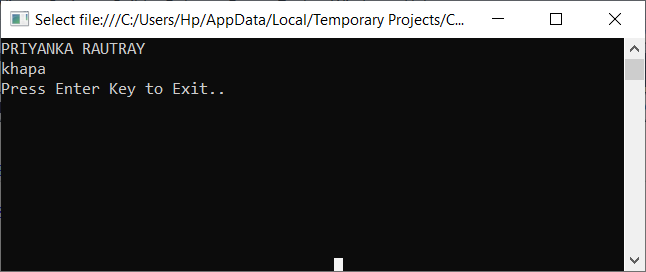 Select file:///C:/Users/Hp/AppData/Local/Temporary Projects/C...
PRIYANKA RAUTRAY
khapa
Press Enter Key to Exit..